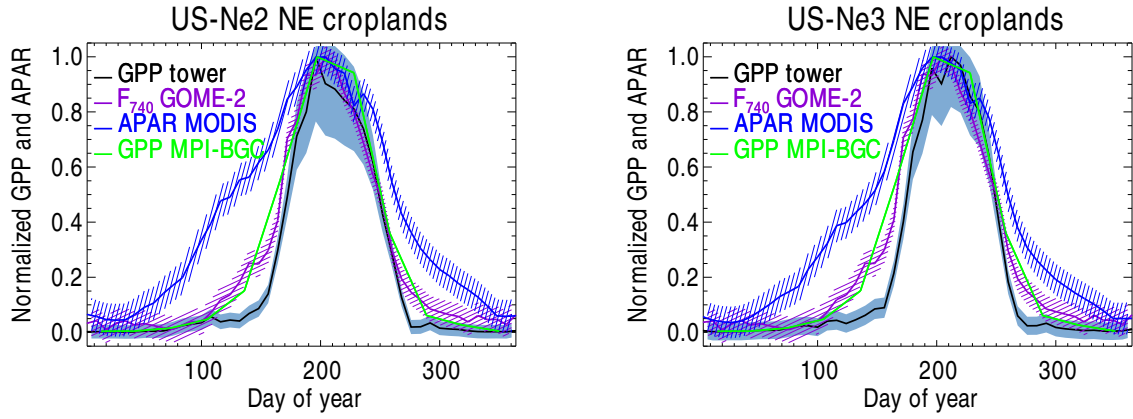 US-Ne2 NE croplands
Normalized GPP and APAR
1.0
0.8
0.6
0.4
0.2
0.0
GPP tower
F740 GOME-2
APAR MODIS
GPP MPI-BGC
100 200 300
Day of year
US-Ne3 NE croplands
Normalized GPP and APAR
1.0
0.8
0.6
0.4
0.2
0.0
GPP tower
F740 GOME-2
APAR MODIS
GPP MPI-BGC
100 200 300
Day of year